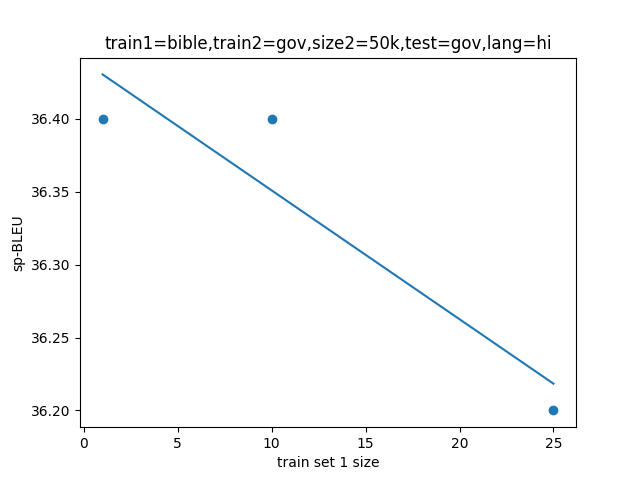 train1=bible,train2=gov,size2=50k,test=gov,lang=hi
sp-BLEU
36.40
36.35
36.30
36.25
36.20
0 5 10 15 20 25
train set 1 size